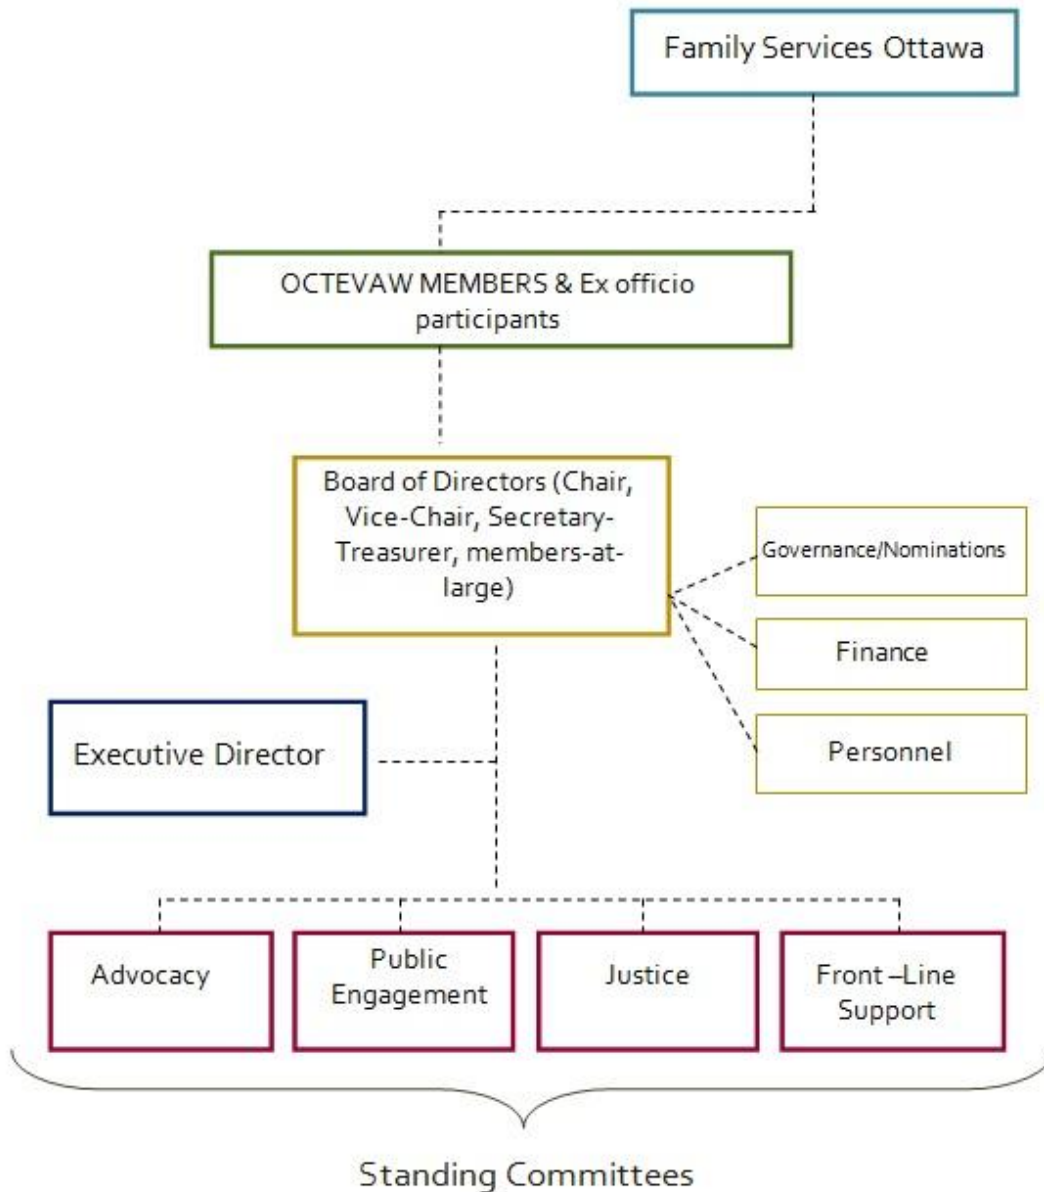 Family Services Ottawa
OCTEVAW MEMBERS & Ex officio
participants
Board of Directors (Chair,
Vice-Chair, Secretary-
Treasurer, members-at-
large)
Governance/Nominations
Finance
Personnel
Executive Director
Advocacy
Public
Engagement
Justice
Front –Line
Support
Standing Committees